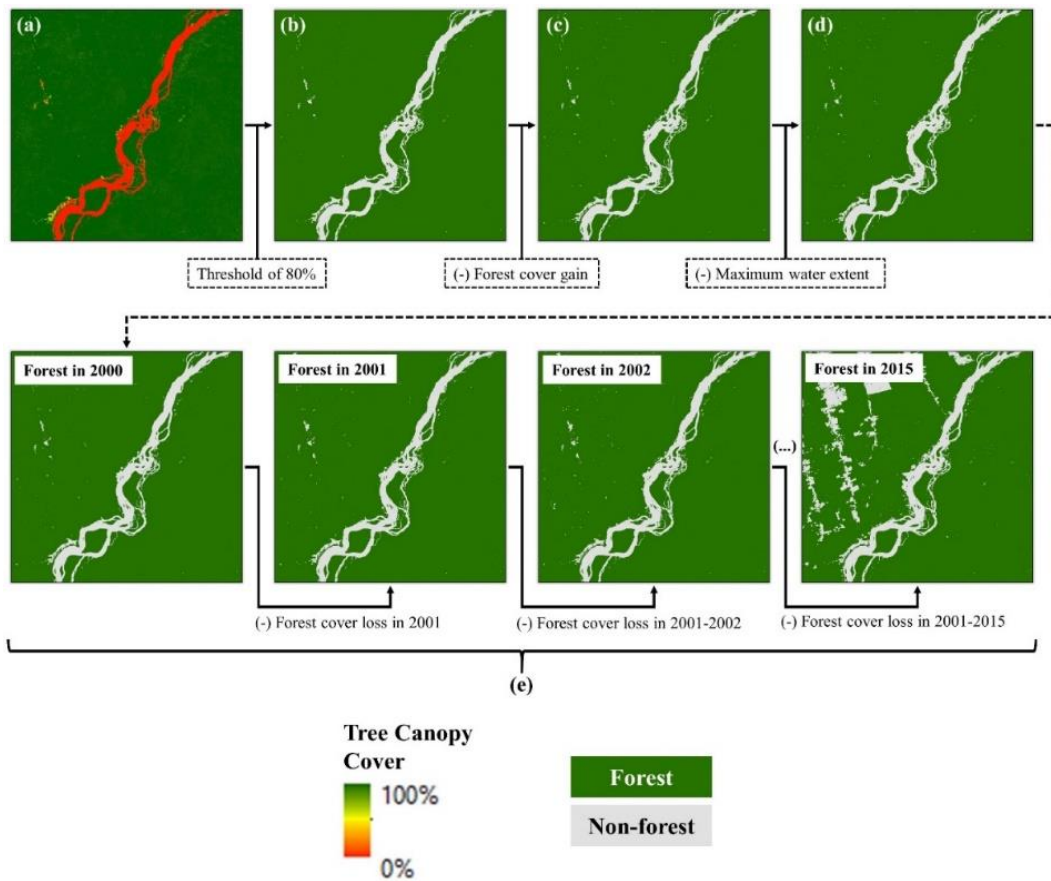 (a)
(b)
(c)
(d)
Threshold of 80%
(-) Forest cover gain
(-) Maximum water extent
Forest in 2000
Forest in 2001
Forest in 2002
Forest in 2015
(...)
(-) Forest cover loss in 2001
(-) Forest cover loss in 2001-2002
(-) Forest cover loss in 2001-2015
(e)
Tree Canopy
Cover
100%
0%
Forest
Non-forest